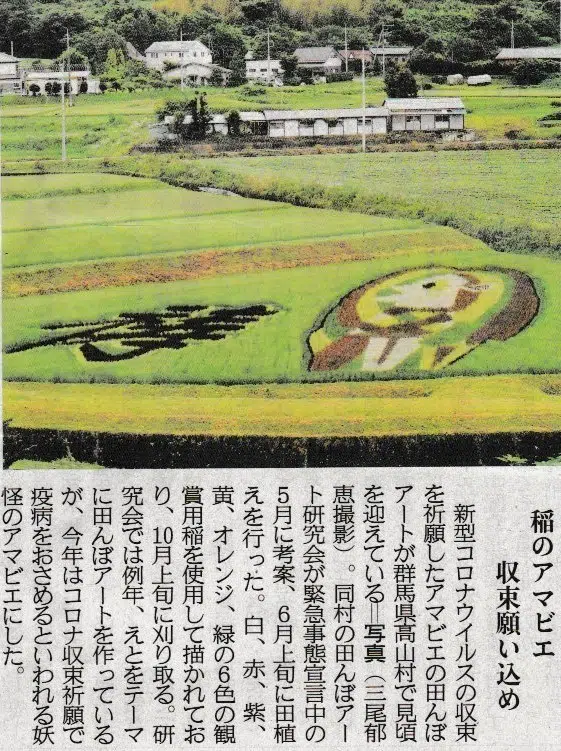 稲のアマビエ
収束願い込め
新型コロナウイルスの収束
を祈願したアマビエの田んぼ
アートが群馬県高山村で見頃
を迎えている＝写真（三尾郁
恵撮影）。同村の田んぼアー
ト研究会が緊急事態宣言中の
5月に考案、6月上旬に田植
えを行った。白、赤、紫、
黄、オレンジ、緑の6色の観
賞用稲を使用して描かれてお
り、10月上旬に刈り取る。研
究会では例年、えとをテーマ
に田んぼアートを作っている
が、今年はコロナ収束祈願で
疫病をおさめるといわれる妖
怪のアマビエにした。